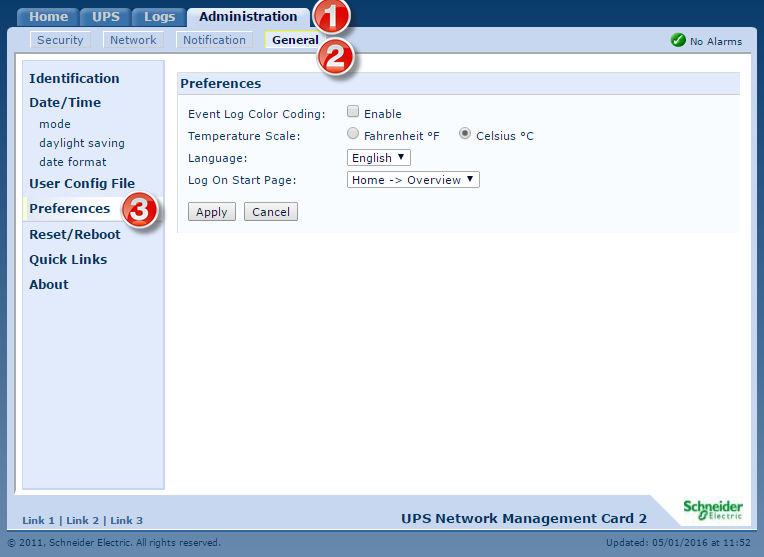 Home UPS Logs Administration 1
Security Network Notification General 2 No Alarms
Identification
Date/Time
mode
daylight saving
date format
User Config File
Preferences 3
Reset/Reboot
Quick Links
About
Preferences
Event Log Color Coding: Enable
Temperature Scale: Fahrenheit °F Celsius °C
Language: English
Log On Start Page: Home -> Overview
Apply Cancel
Link 1 | Link 2 | Link 3
UPS Network Management Card 2
Schneider
Electric
© 2011, Schneider Electric. All rights reserved.
Updated: 05/01/2016 at 11:52